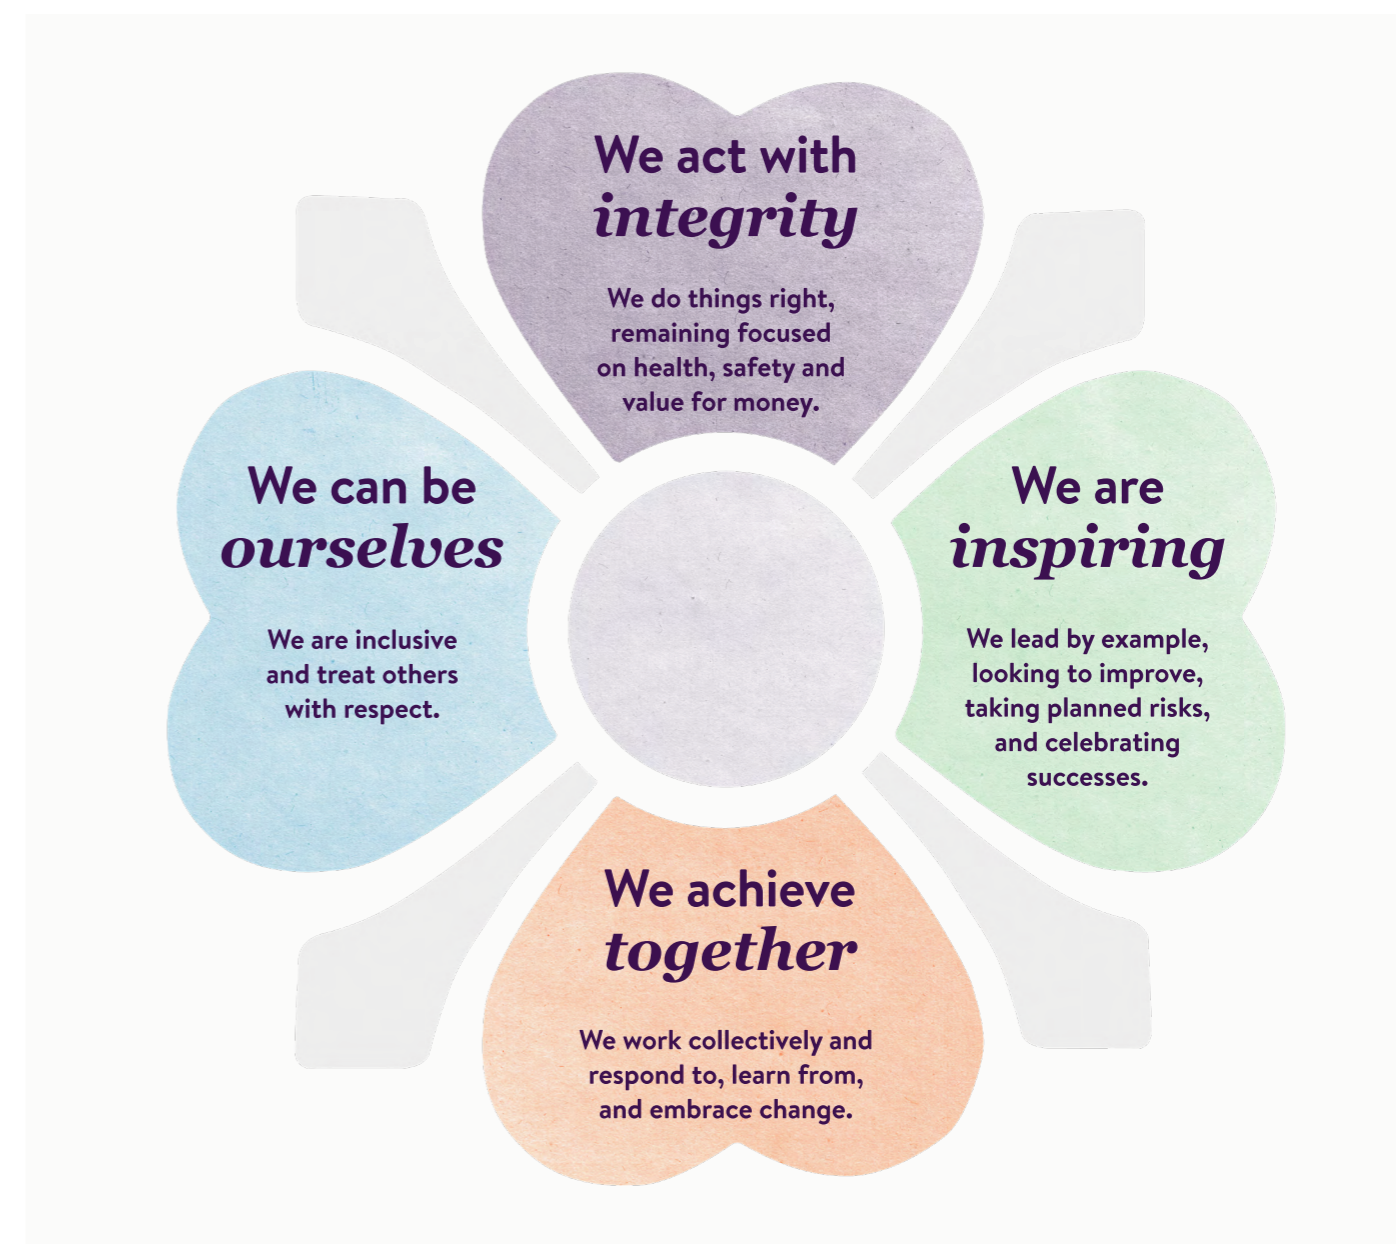 We act with
integrity
We do things right,
remaining focused
on health, safety and
value for money.
We can be
ourselves
We are inclusive
and treat others
with respect.
We are
inspiring
We lead by example,
looking to improve,
taking planned risks,
and celebrating
successes.
We achieve
together
We work collectively and
respond to, learn from,
and embrace change.